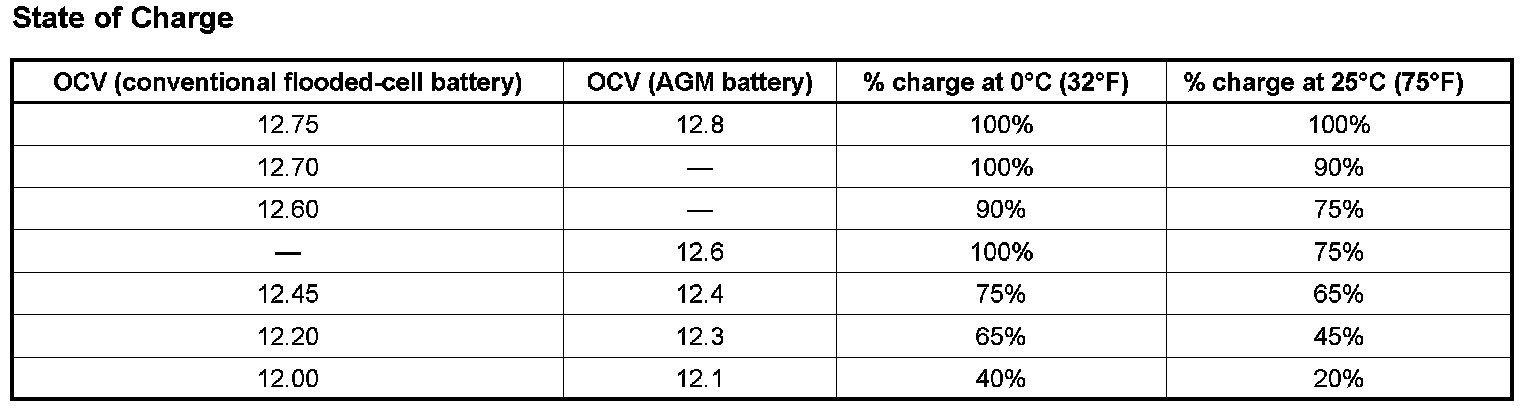 State of Charge
OCV (conventional flooded-cell battery) OCV (AGM battery) % charge at 0°C (32°F) % charge at 25°C (75°F)
12.75 12.8 100% 100%
12.70 — 100% 90%
12.60 — 90% 75%
— 12.6 100% 75%
12.45 12.4 75% 65%
12.20 12.3 65% 45%
12.00 12.1 40% 20%